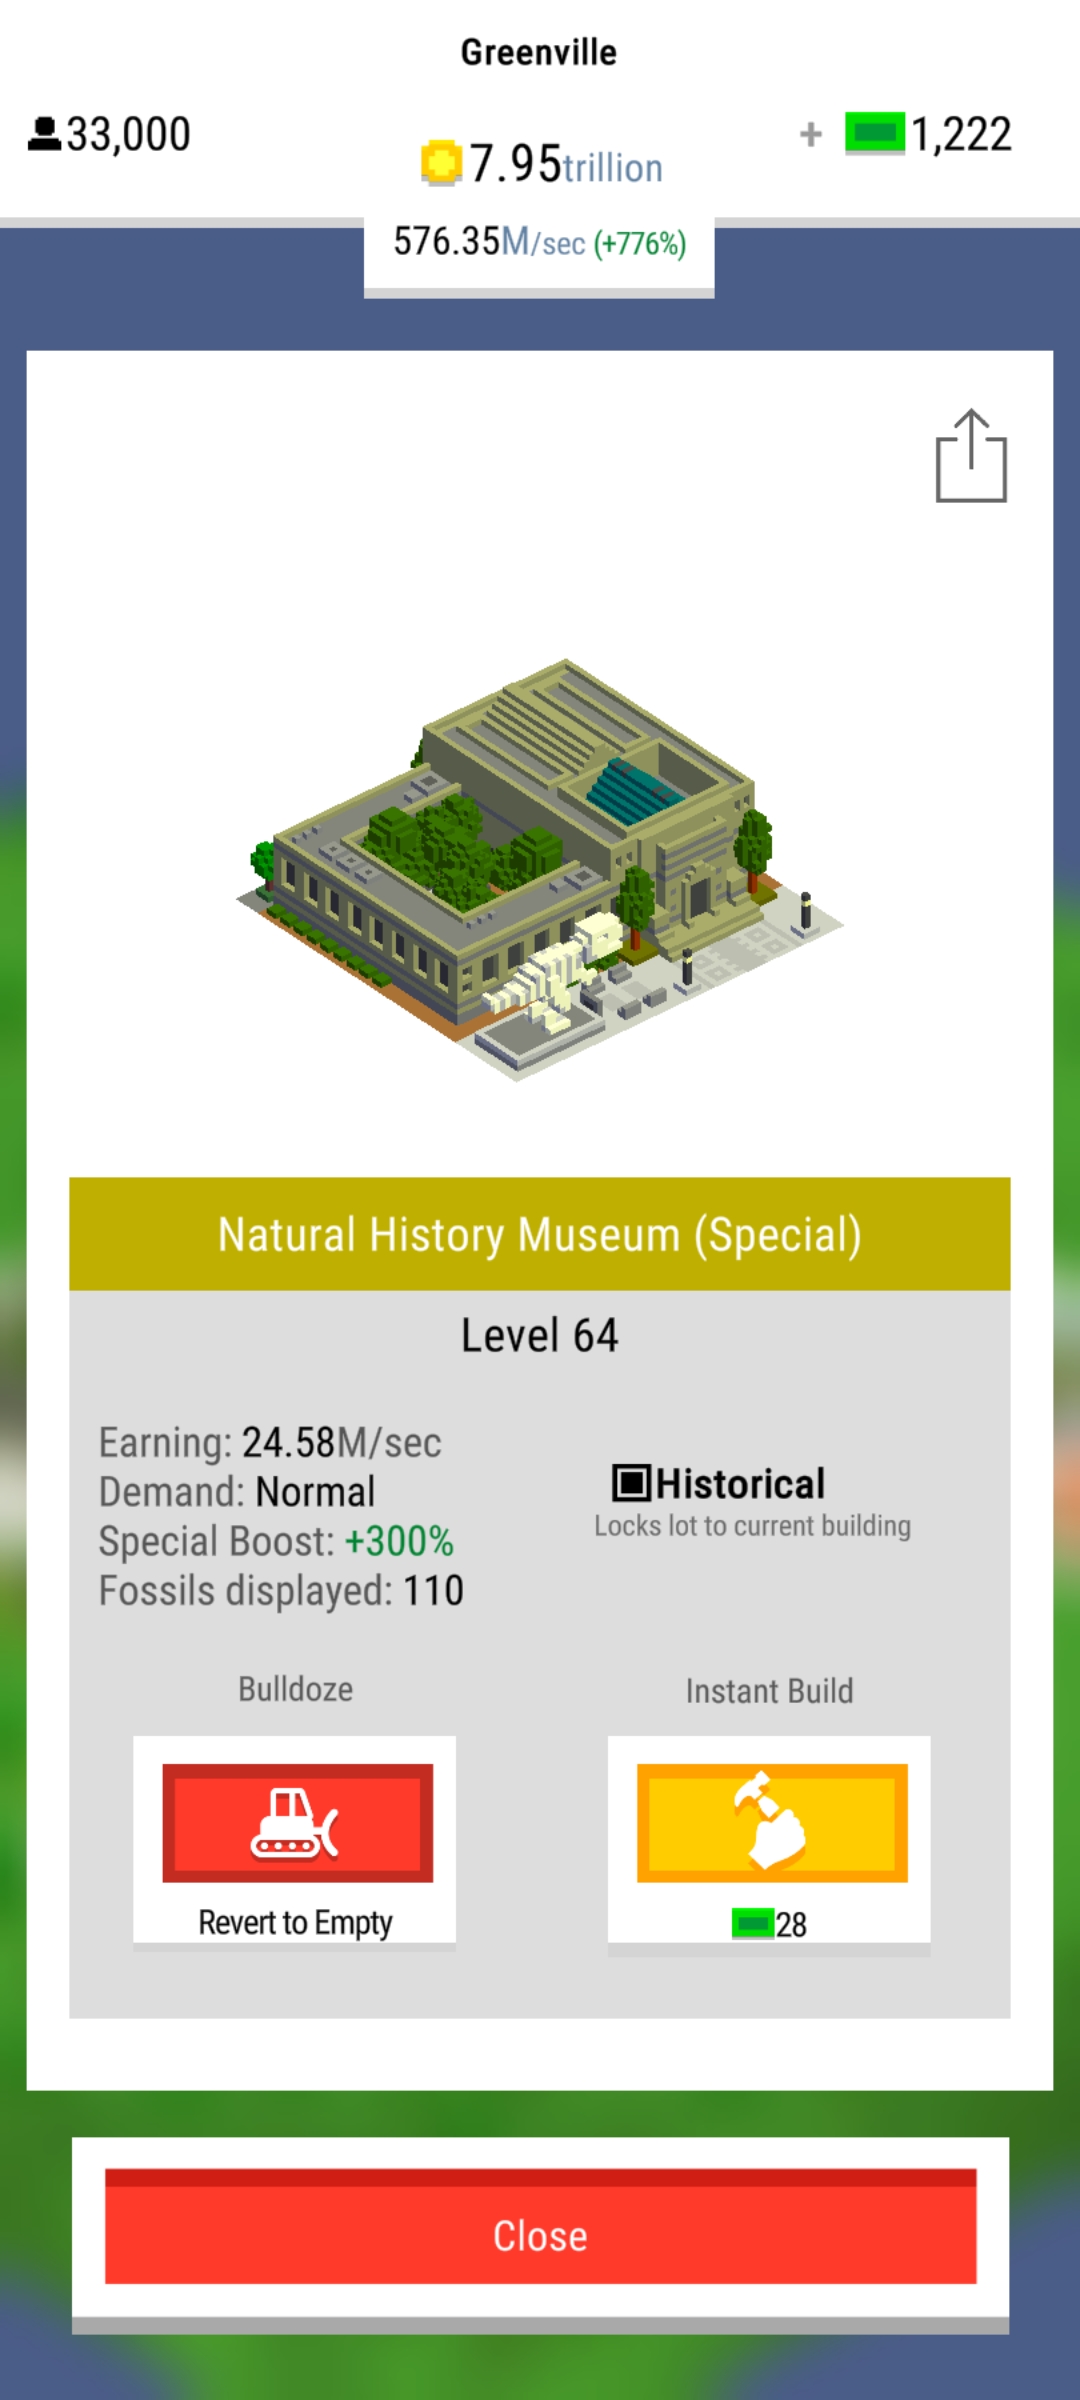 Greenville
33,000
7.95trillion
+ 1,222
576.35M/sec (+776%)
Natural History Museum (Special)
Level 64
Earning: 24.58M/sec
Demand: Normal
Special Boost: +300%
Fossils displayed: 110
Historical
Locks lot to current building
Bulldoze
Revert to Empty
Instant Build
28
Close